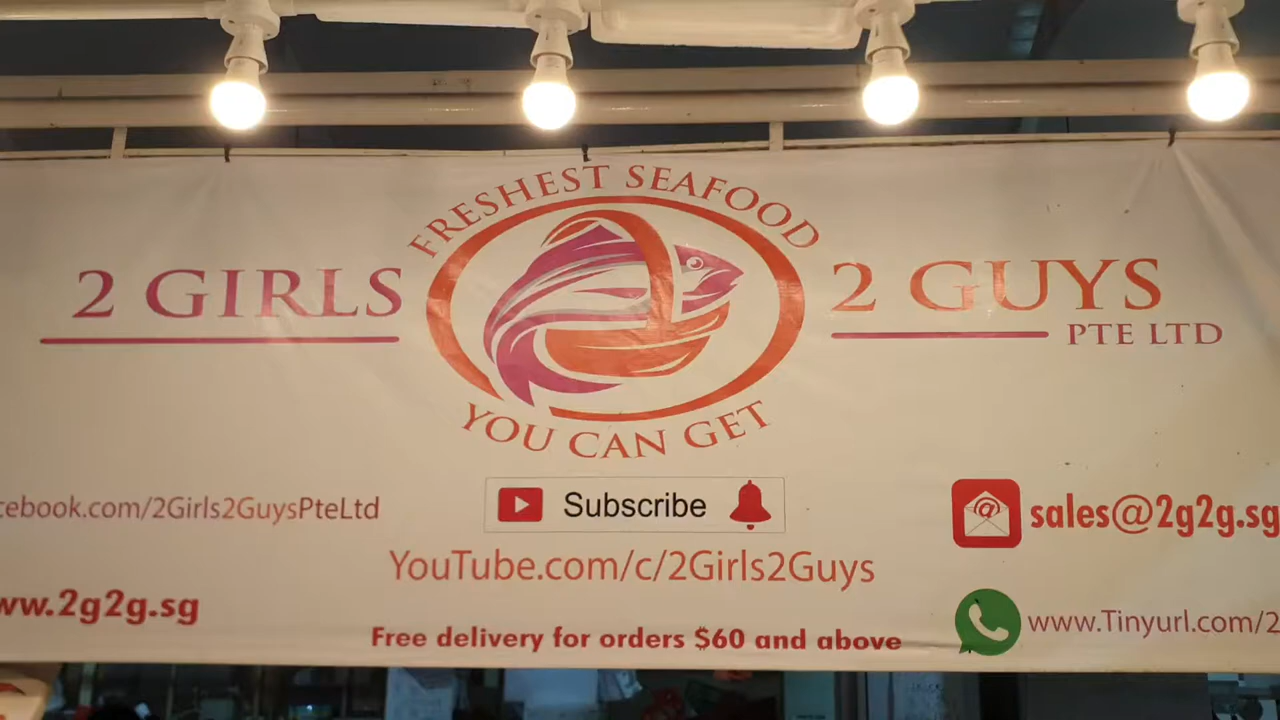 FRESHEST SEAFOOD
2 GIRLS
2 GUYS
PTE LTD
YOU CAN GET
cebook.com/2Girls2GuysPteLtd
Subscribe
sales@2g2g.sg
YouTube.com/c/2Girls2Guys
www.2g2g.sg
www.Tinyurl.com/2
Free delivery for orders $60 and above